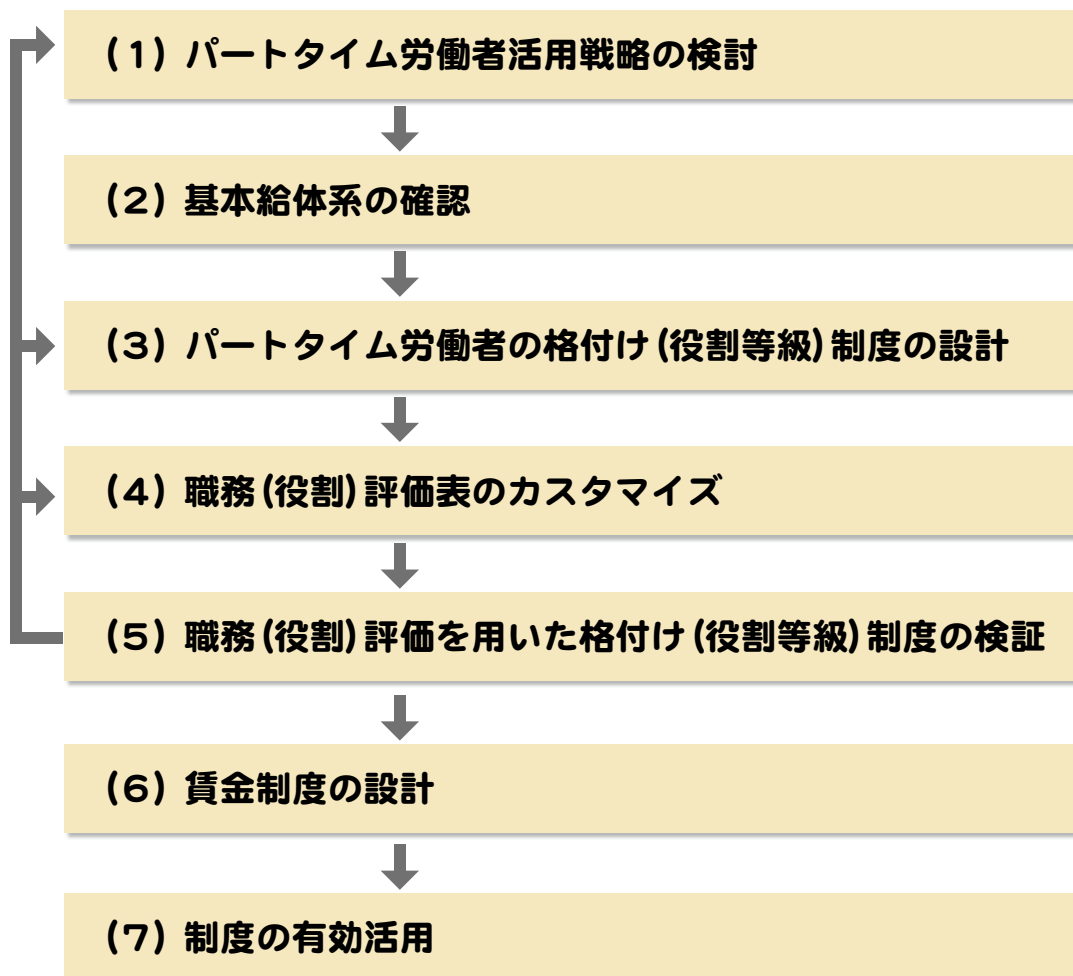 (1) パートタイム労働者活用戦略の検討
(2) 基本給体系の確認
(3) パートタイム労働者の格付け(役割等級)制度の設計
(4) 職務(役割)評価表のカスタマイズ
(5) 職務(役割)評価を用いた格付け(役割等級)制度の検証
(6) 賃金制度の設計
(7) 制度の有効活用